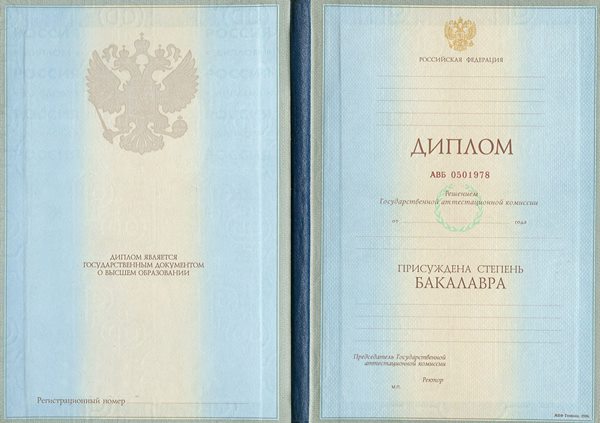 ДИПЛОМ ЯВЛЯЕТСЯ
ГОСУДАРСТВЕННЫМ ДОКУМЕНТОМ
О ВЫСШЕМ ОБРАЗОВАНИИ
Регистрационный номер
РОССИЙСКАЯ ФЕДЕРАЦИЯ
ДИПЛОМ
АВБ 0501978
Решением
Государственной аттестационной комиссии
от года
ПРИСУЖДЕНА СТЕПЕНЬ
БАКАЛАВРА
Председатель Государственной
аттестационной комиссии
Ректор
М.П.